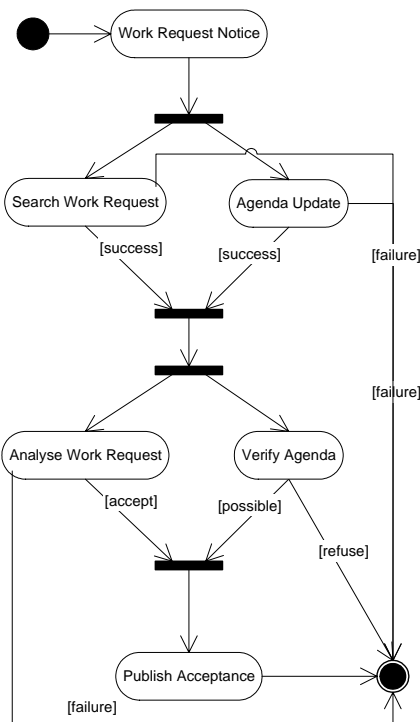 Work Request Notice
Search Work Request
Agenda Update
[success]
[success]
[failure]
[failure]
Analyse Work Request
Verify Agenda
[accept]
[possible]
[refuse]
Publish Acceptance
[failure]